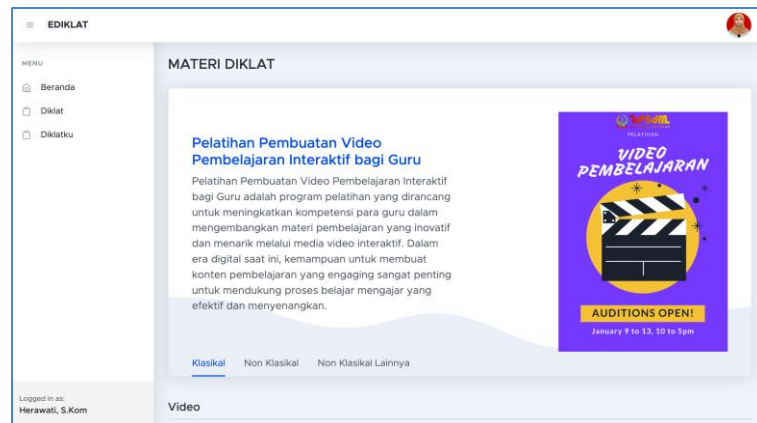 EDIKLAT
MENU
Beranda
Diklat
Diklatku
MATERI DIKLAT
Pelatihan Pembuatan Video
Pembelajaran Interaktif bagi Guru
Pelatihan Pembuatan Video Pembelajaran Interaktif
bagi Guru adalah program pelatihan yang dirancang
untuk meningkatkan kompetensi para guru dalam
mengembangkan materi pembelajaran yang inovatif
dan menarik melalui media video interaktif. Dalam
era digital saat ini, kemampuan untuk membuat
konten pembelajaran yang engaging sangat penting
untuk mendukung proses belajar mengajar yang
efektif dan menyenangkan.
PELATIHAN
VIDEO
PEMBELAJARAN
AUDITIONS OPEN!
January 9 to 13, 10 to 5pm
Klasikal Non Klasikal Non Klasikal Lainnya
Video
Logged in as:
Herawati, S.Kom